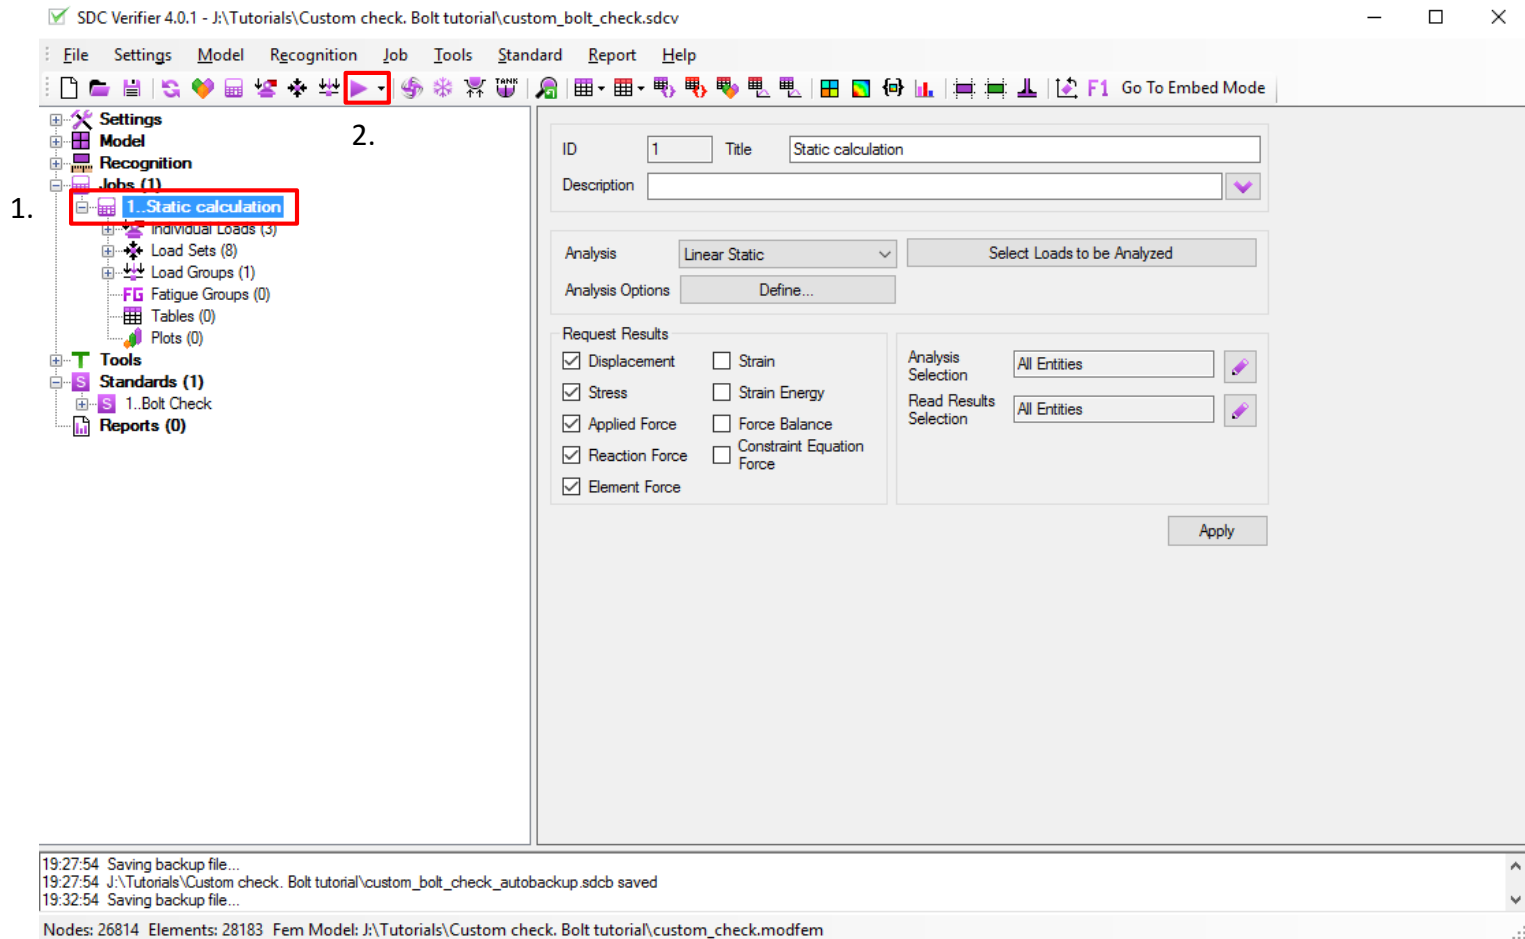 SDC Verifier 4.0.1 - J:\Tutorials\Custom check. Bolt tutorial\custom_bolt_check.sdcv
File Settings Model Recognition Job Tools Standard Report Help
TANK F1 Go To Embed Mode
2.
1.
Settings
Model
Recognition
Jobs (1)
1..Static calculation
Individual Loads (3)
Load Sets (8)
Load Groups (1)
FG Fatigue Groups (0)
Tables (0)
Plots (0)
T Tools
S Standards (1)
S 1..Bolt Check
Reports (0)
ID 1 Title Static calculation
Description
Analysis Linear Static Select Loads to be Analyzed
Analysis Options Define...
Request Results
Displacement Strain
Stress Strain Energy
Applied Force Force Balance
Reaction Force Constraint Equation Force
Element Force
Analysis Selection All Entities
Read Results Selection All Entities
Apply
19:27:54 Saving backup file...
19:27:54 J:\Tutorials\Custom check. Bolt tutorial\custom_bolt_check_autobackup.sdcb saved
19:32:54 Saving backup file...
Nodes: 26814 Elements: 28183 Fem Model: J:\Tutorials\Custom check. Bolt tutorial\custom_check.modfem